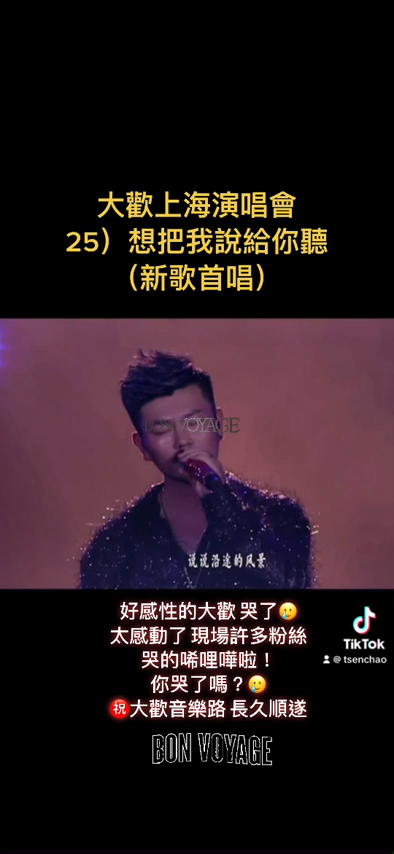 大歡上海演唱會
25）想把我說給你聽
（新歌首唱）
BON VOYAGE
说说沿途的风景
好感性的大歡 哭了🥲
太感動了 現場許多粉絲
哭的唏哩嘩啦！
你哭了嗎？🥲
㊗️大歡音樂路 長久順遂
TikTok
@tsenchao
BON VOYAGE